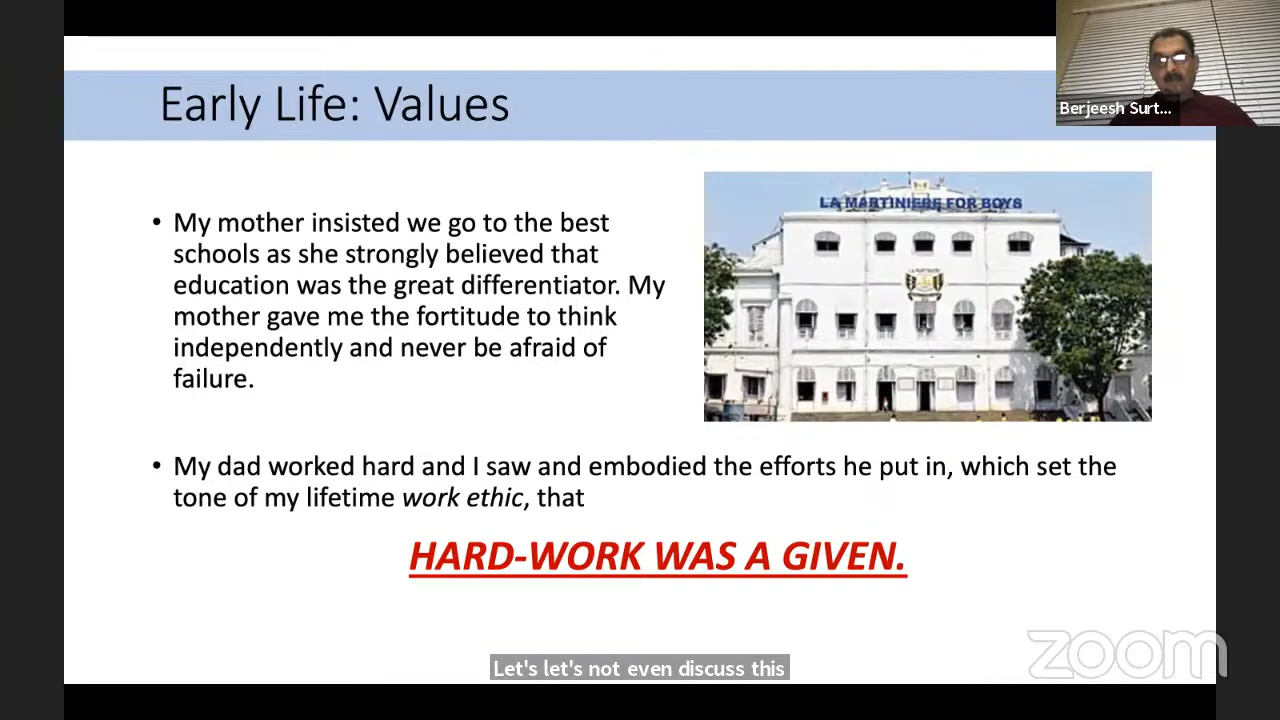 Early Life: Values
Berjeesh Surt...
LA MARTINIERE FOR BOYS
• My mother insisted we go to the best
schools as she strongly believed that
education was the great differentiator. My
mother gave me the fortitude to think
independently and never be afraid of
failure.
• My dad worked hard and I saw and embodied the efforts he put in, which set the
tone of my lifetime work ethic, that
HARD-WORK WAS A GIVEN.
Let's let's not even discuss this
zoom